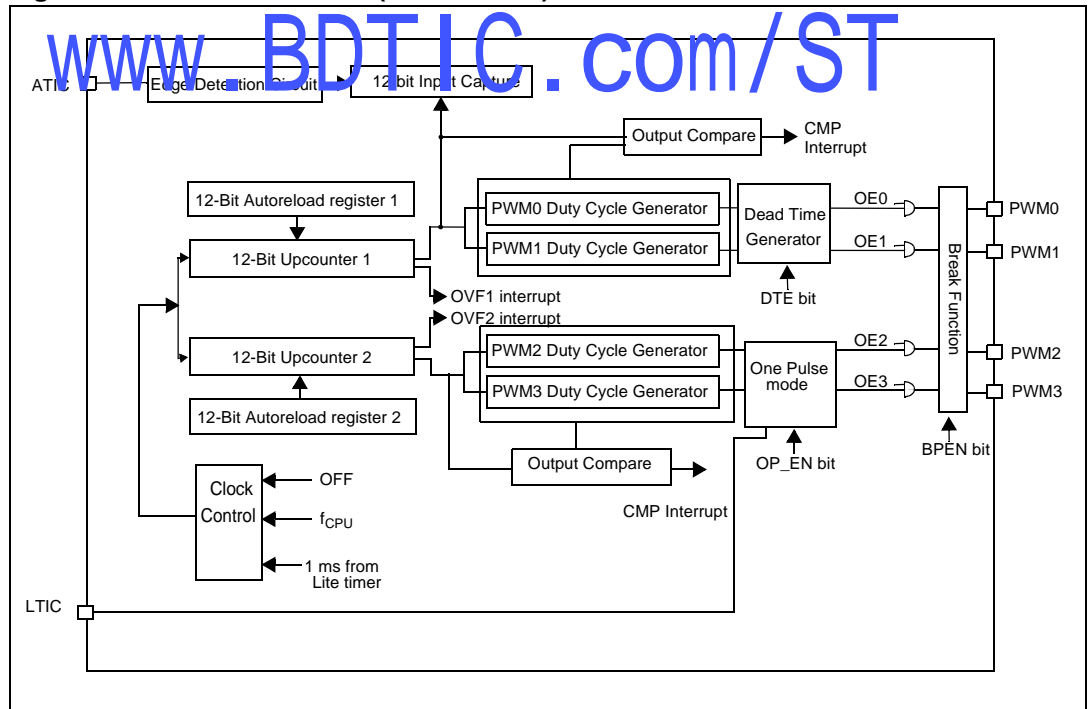 www.BDTIC.com/ST
ATIC
Edge Detection Circuit
12-bit Input Capture
Output Compare
CMP
Interrupt
12-Bit Autoreload register 1
PWM0 Duty Cycle Generator
PWM1 Duty Cycle Generator
Dead Time
Generator
OE0
OE1
PWM0
PWM1
12-Bit Upcounter 1
DTE bit
Break Function
OVF1 interrupt
OVF2 interrupt
12-Bit Upcounter 2
PWM2 Duty Cycle Generator
PWM3 Duty Cycle Generator
One Pulse
mode
OE2
OE3
PWM2
PWM3
12-Bit Autoreload register 2
BPEN bit
OP_EN bit
Output Compare
CMP Interrupt
Clock
Control
OFF
fCPU
1 ms from
Lite timer
LTIC